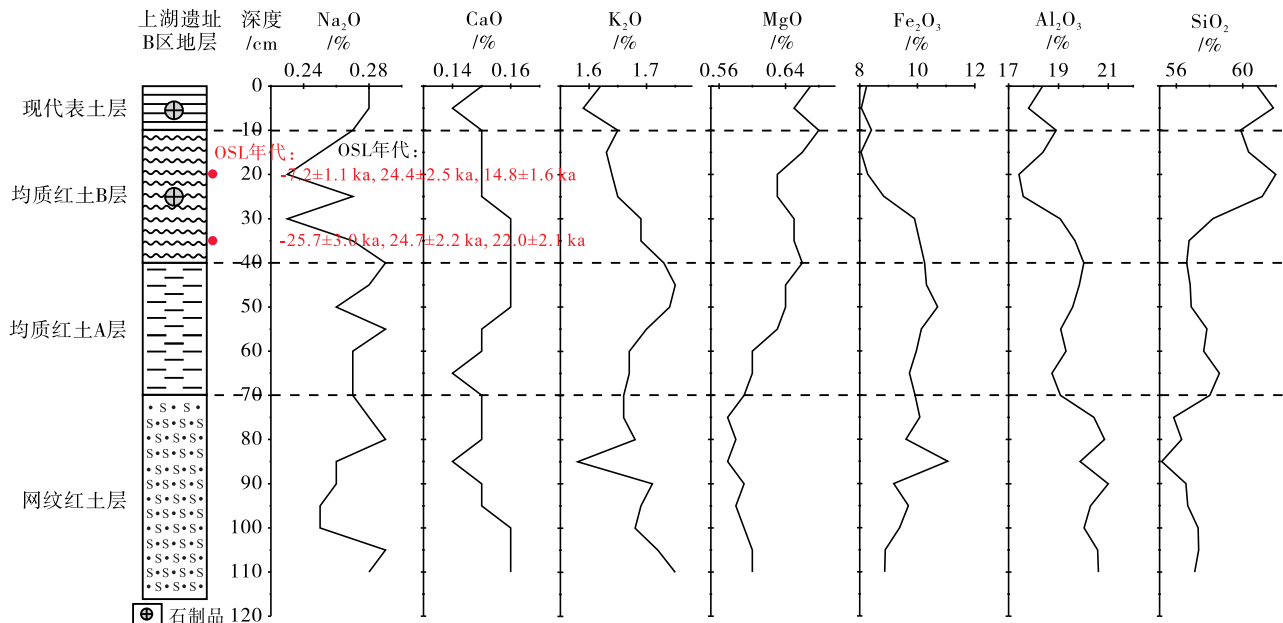 上湖遗址 深度 Na₂O CaO K₂O MgO Fe₂O₃ Al₂O₃ SiO₂
B区地层 /cm /% /% /% /% /% /% /%
0.24 0.28 0.14 0.16 1.6 1.7 0.56 0.64 8 10 12 17 19 21 56 60
0
现代表土层
10
OSL年代： OSL年代：
20 -7.2±1.1 ka, 24.4±2.5 ka, 14.8±1.6 ka
均质红土B层
30
-25.7±3.0 ka, 24.7±2.2 ka, 22.0±2.1 ka
40
50
均质红土A层
60
70
S S
S S S S
80
S S S S
90
网纹红土层
100
110
120
石制品